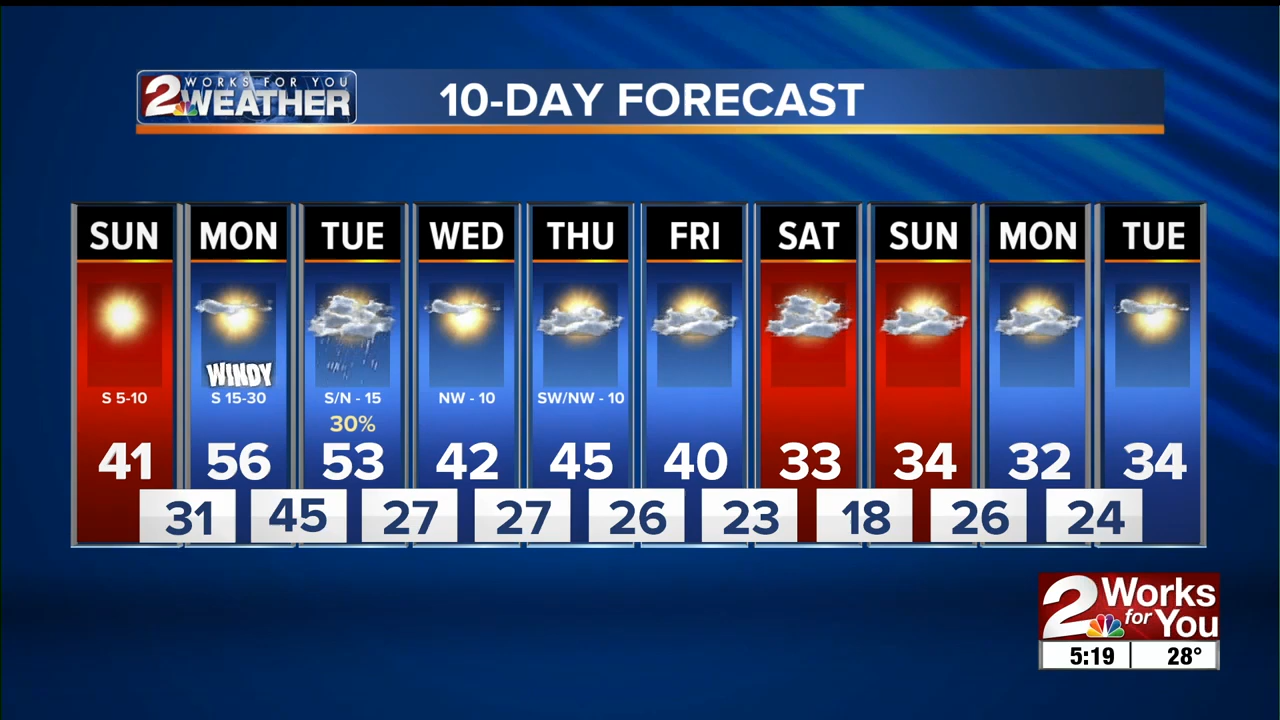 2 WORKS FOR YOU
WEATHER
10-DAY FORECAST
SUN MON TUE WED THU FRI SAT SUN MON TUE
WINDY
S 5-10 S 15-30 S/N - 15 NW - 10 SW/NW - 10
30%
41 56 53 42 45 40 33 34 32 34
31 45 27 27 26 23 18 26 24
2 Works
for You
5:19 28°